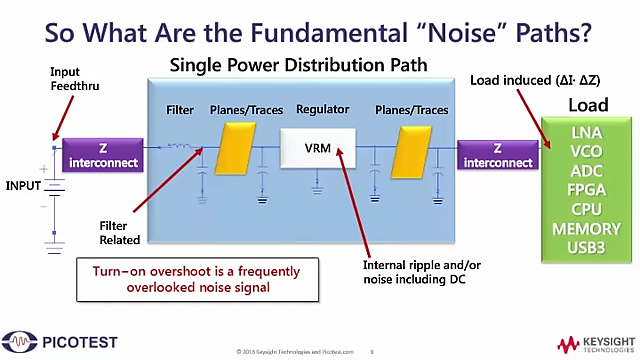 So What Are the Fundamental “Noise” Paths?
Single Power Distribution Path
Input
Feedthru
Load induced (ΔI· ΔZ)
Load
Filter
Planes/Traces
Regulator
Planes/Traces
Z
interconnect
VRM
Z
interconnect
LNA
VCO
ADC
FPGA
CPU
MEMORY
USB3
INPUT
+
−
Filter
Related
Internal ripple and/or
noise including DC
Turn−on overshoot is a frequently
overlooked noise signal
PICOTEST
© 2018 Keysight Technologies and Picotest.com
9
KEYSIGHT
TECHNOLOGIES